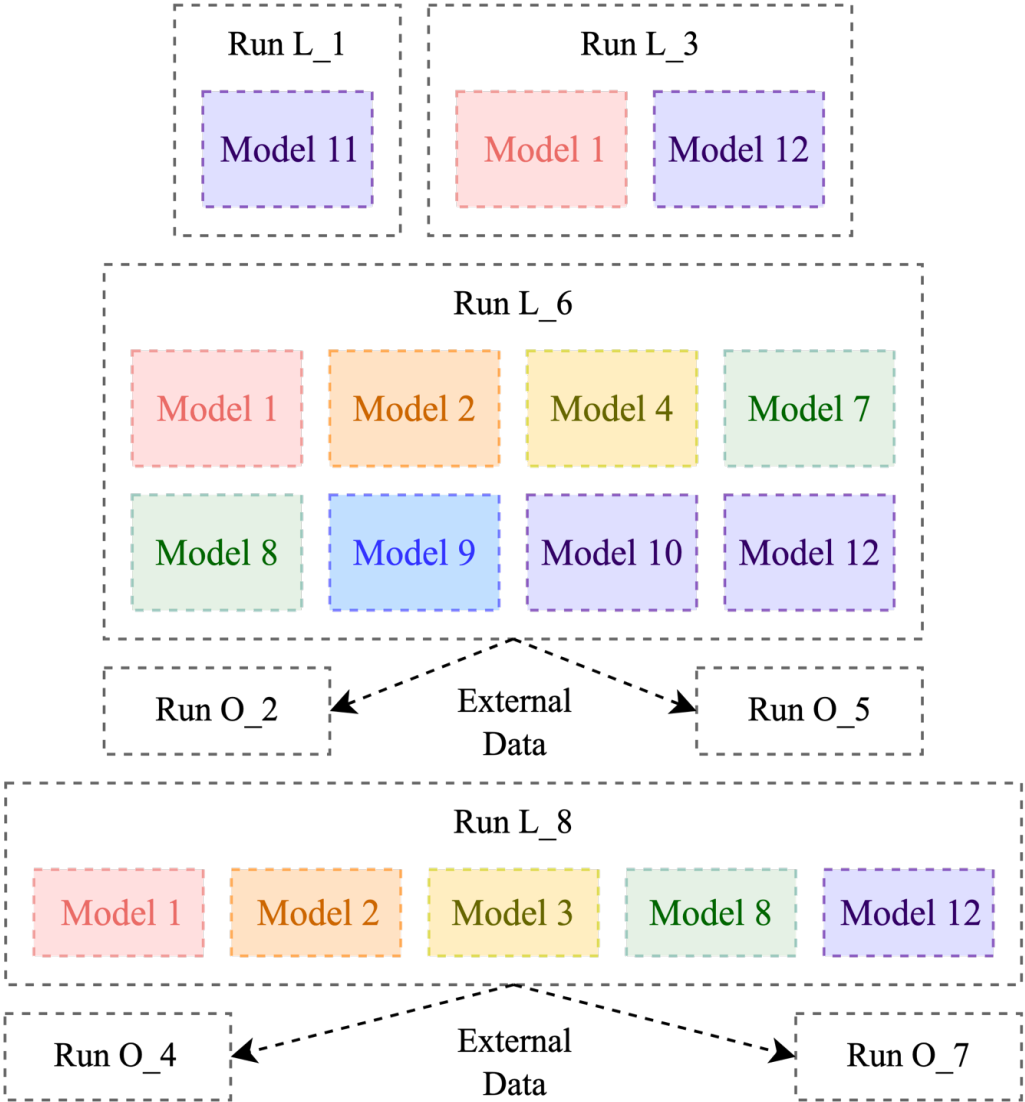 Run L_1
Run L_3
Model 11
Model 1
Model 12
Run L_6
Model 1
Model 2
Model 4
Model 7
Model 8
Model 9
Model 10
Model 12
Run O_2
External
Data
Run O_5
Run L_8
Model 1
Model 2
Model 3
Model 8
Model 12
Run O_4
External
Data
Run O_7